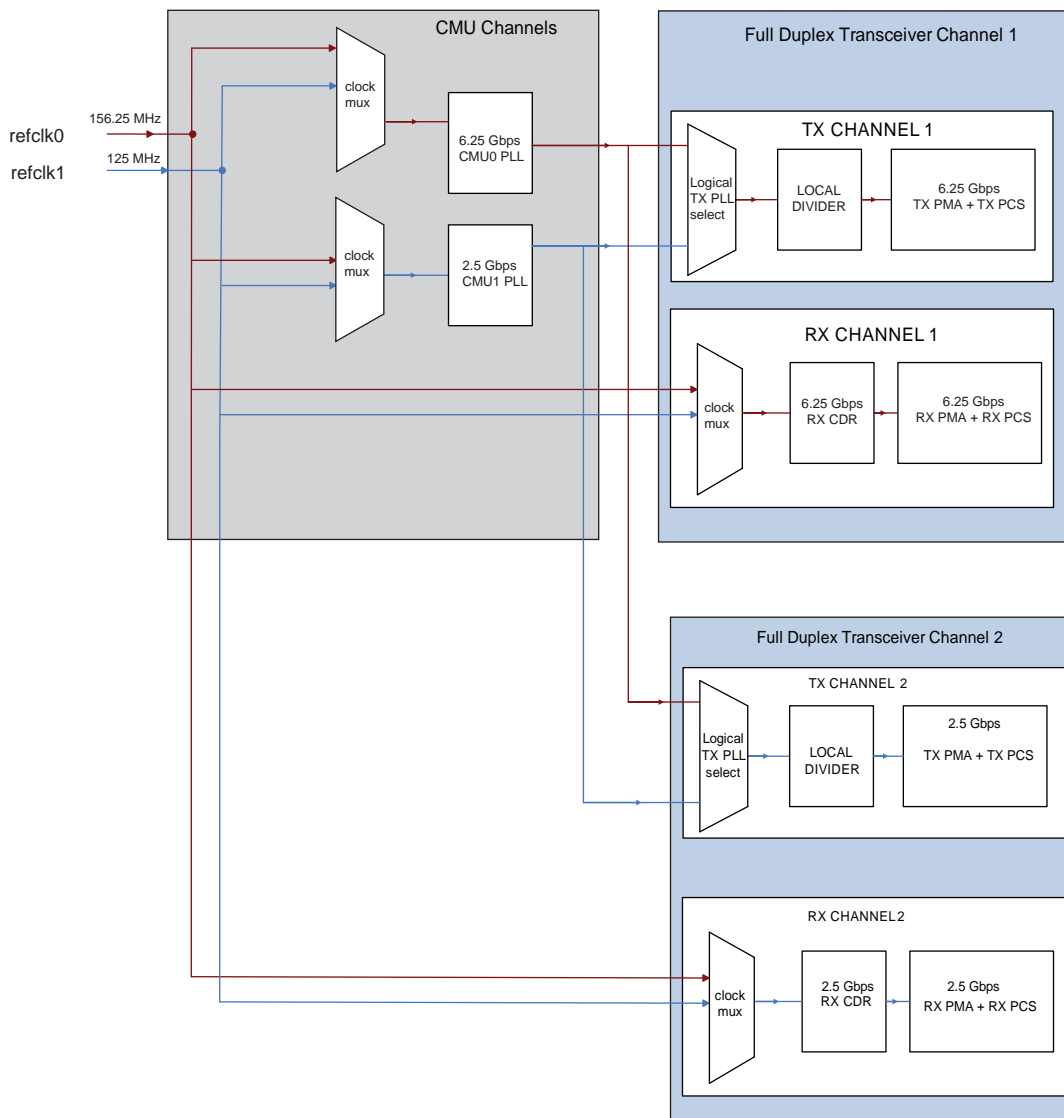 CMU Channels
Full Duplex Transceiver Channel 1
clock
mux
156.25 MHz
refclk0
125 MHz
refclk1
6.25 Gbps
CMU0 PLL
clock
mux
2.5 Gbps
CMU1 PLL
TX CHANNEL 1
Logical
TX PLL
select
LOCAL
DIVIDER
6.25 Gbps
TX PMA + TX PCS
RX CHANNEL 1
clock
mux
6.25 Gbps
RX CDR
6.25 Gbps
RX PMA + RX PCS
Full Duplex Transceiver Channel 2
TX CHANNEL 2
Logical
TX PLL
select
LOCAL
DIVIDER
2.5 Gbps
TX PMA + TX PCS
RX CHANNEL 2
clock
mux
2.5 Gbps
RX CDR
2.5 Gbps
RX PMA + RX PCS